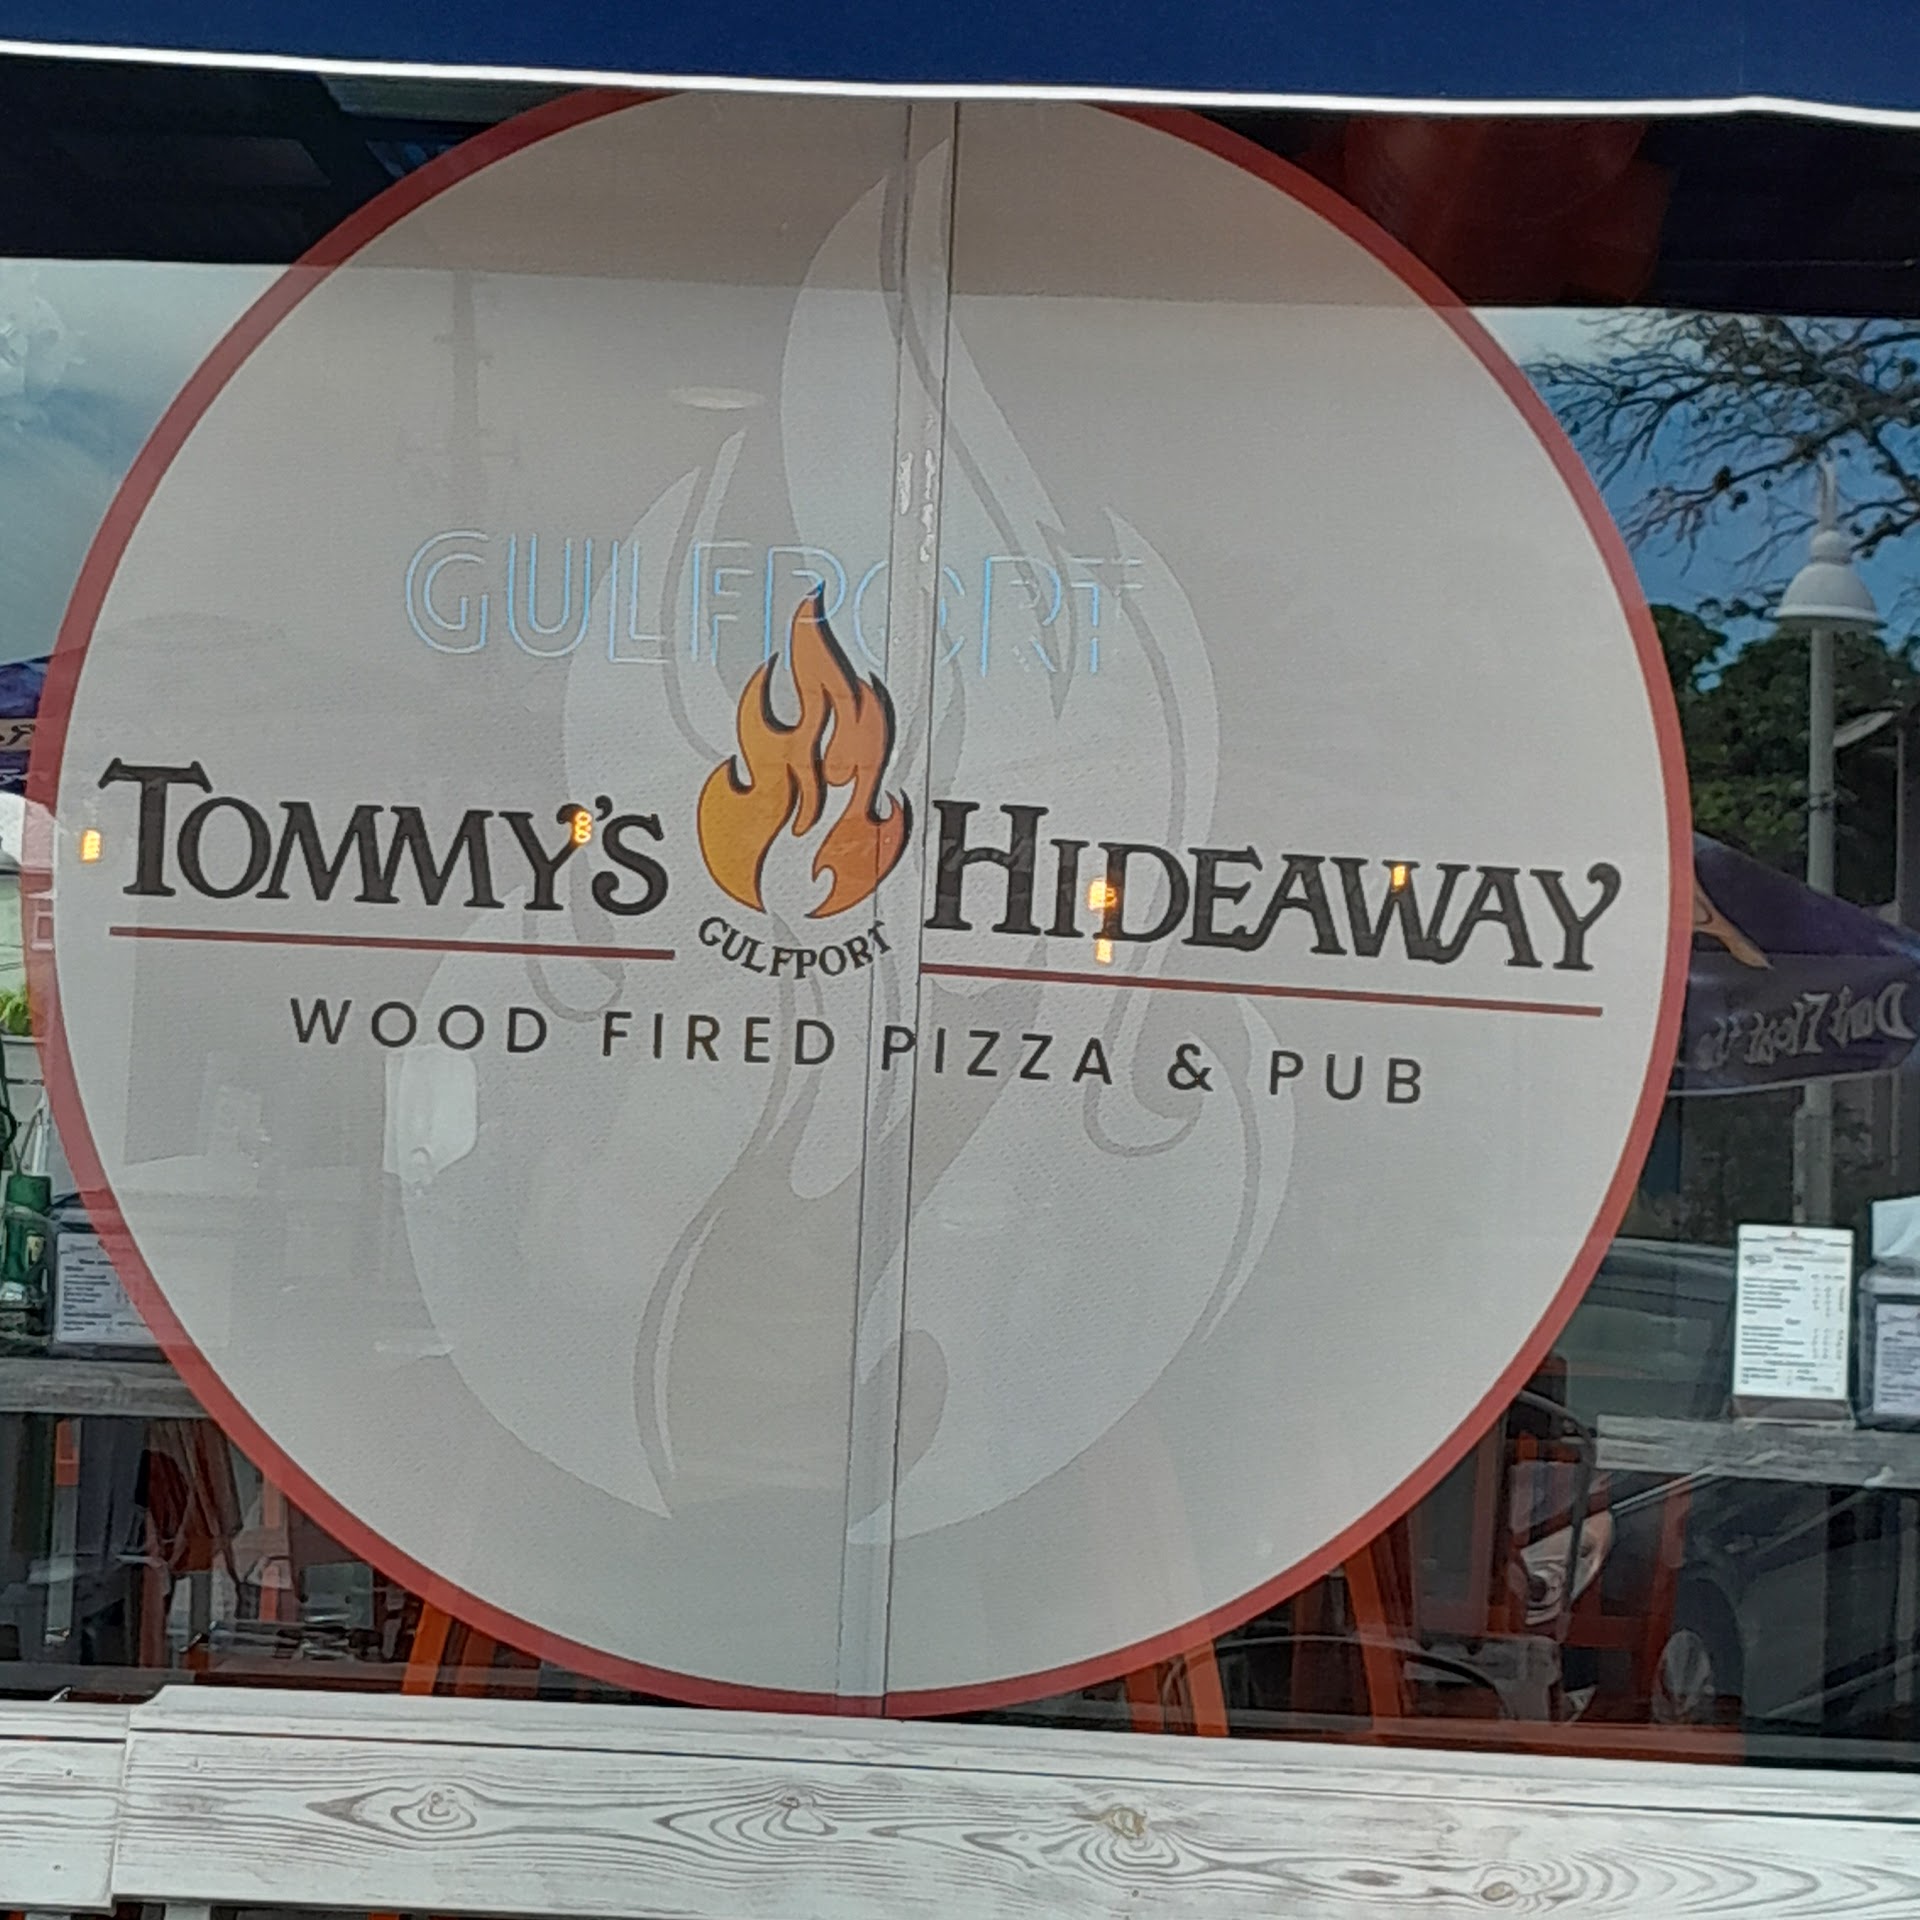 GULFPORT
TOMMY'S HIDEAWAY
GULFPORT
WOOD FIRED PIZZA & PUB